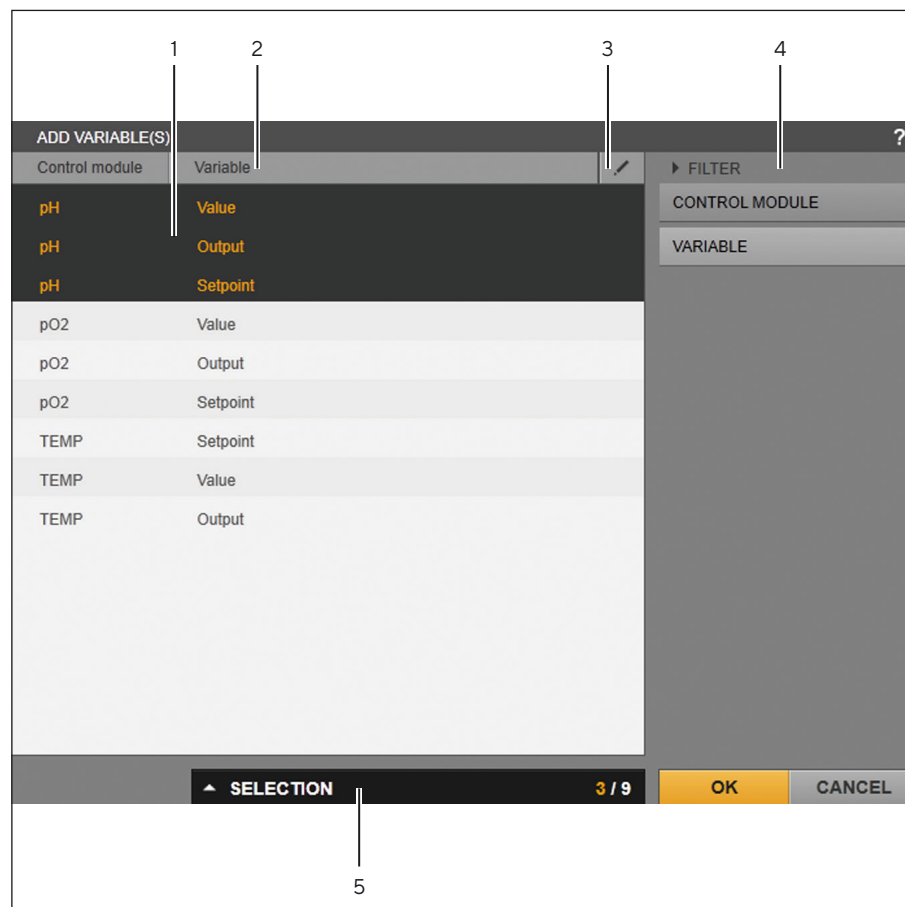 1 2 3 4
ADD VARIABLE(S) ?
Control module Variable FILTER
pH Value CONTROL MODULE
pH Output VARIABLE
pH Setpoint
pO2 Value
pO2 Output
pO2 Setpoint
TEMP Setpoint
TEMP Value
TEMP Output
SELECTION 3 / 9 OK CANCEL
5